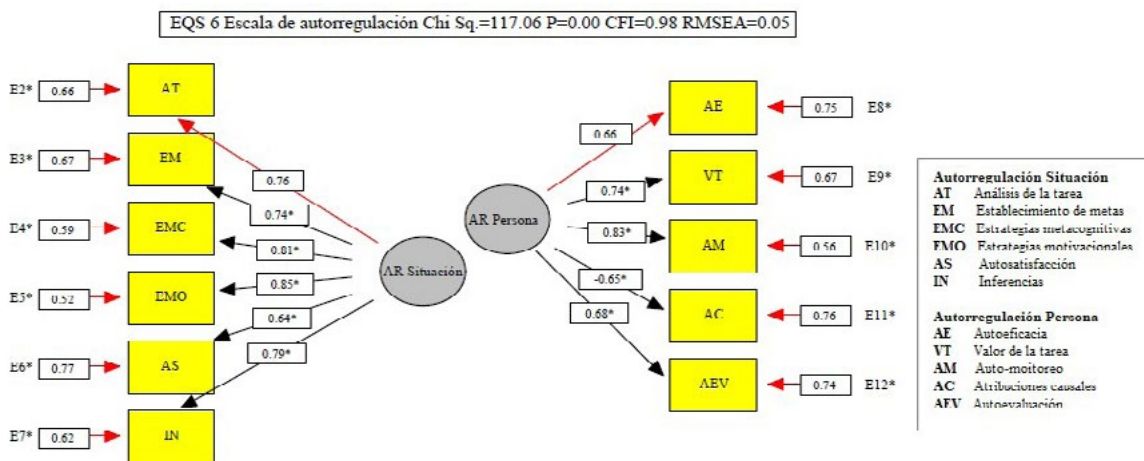 EQS 6 Escala de autorregulación Chi Sq.=117.06 P=0.00 CFI=0.98 RMSEA=0.05
E2* 0.66 AT
E3* 0.67 EM
E4* 0.59 EMC
E5* 0.52 EMO
E6* 0.77 AS
E7* 0.62 IN
0.76
0.74*
0.81*
0.85*
0.64*
0.79*
AR Situación
AR Persona
0.66
0.74*
0.83*
-0.65*
0.68*
AE 0.75 E8*
VT 0.67 E9*
AM 0.56 E10*
AC 0.76 E11*
AEV 0.74 E12*
Autorregulación Situación
AT Análisis de la tarea
EM Establecimiento de metas
EMC Estrategias metacognitivas
EMO Estrategias motivacionales
AS Autosatisfacción
IN Inferencias
Autorregulación Persona
AE Autoeficacia
VT Valor de la tarea
AM Auto-moitoreo
AC Atribuciones causales
AEV Autoevaluación